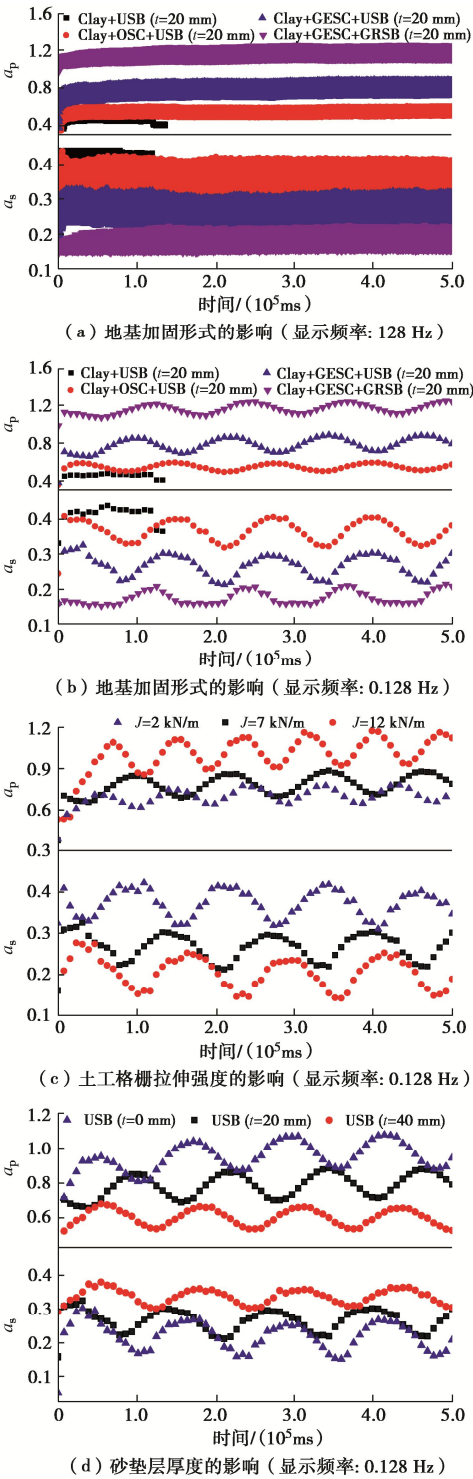 Clay+USB (t=20 mm) Clay+GESC+USB (t=20 mm)
Clay+OSC+USB (t=20 mm) Clay+GESC+GRSB (t=20 mm)
1.6
1.2
0.8
0.4
ap
0.4
0.3
0.2
0.1
as
0 1.0 2.0 3.0 4.0 5.0
时间/(10⁵ms)
(a)地基加固形式的影响(显示频率: 128 Hz)
1.6
Clay+USB (t=20 mm) Clay+GESC+USB (t=20 mm)
Clay+OSC+USB (t=20 mm) Clay+GESC+GRSB (t=20 mm)
1.2
0.8
0.4
ap
0.4
0.3
0.2
0.1
as
0 1.0 2.0 3.0 4.0 5.0
时间/(10⁵ms)
(b)地基加固形式的影响(显示频率: 0.128 Hz)
1.2
J=2 kN/m J=7 kN/m J=12 kN/m
0.9
0.6
0.3
ap
0.4
0.3
0.2
0.1
as
0 1.0 2.0 3.0 4.0 5.0
时间/(10⁵ms)
(c)土工格栅拉伸强度的影响(显示频率: 0.128 Hz)
1.2
USB (t=0 mm) USB (t=20 mm) USB (t=40 mm)
1.0
0.8
0.6
ap
0.4
0.3
0.2
0.1
as
0 1.0 2.0 3.0 4.0 5.0
时间/(10⁵ms)
(d)砂垫层厚度的影响(显示频率: 0.128 Hz)